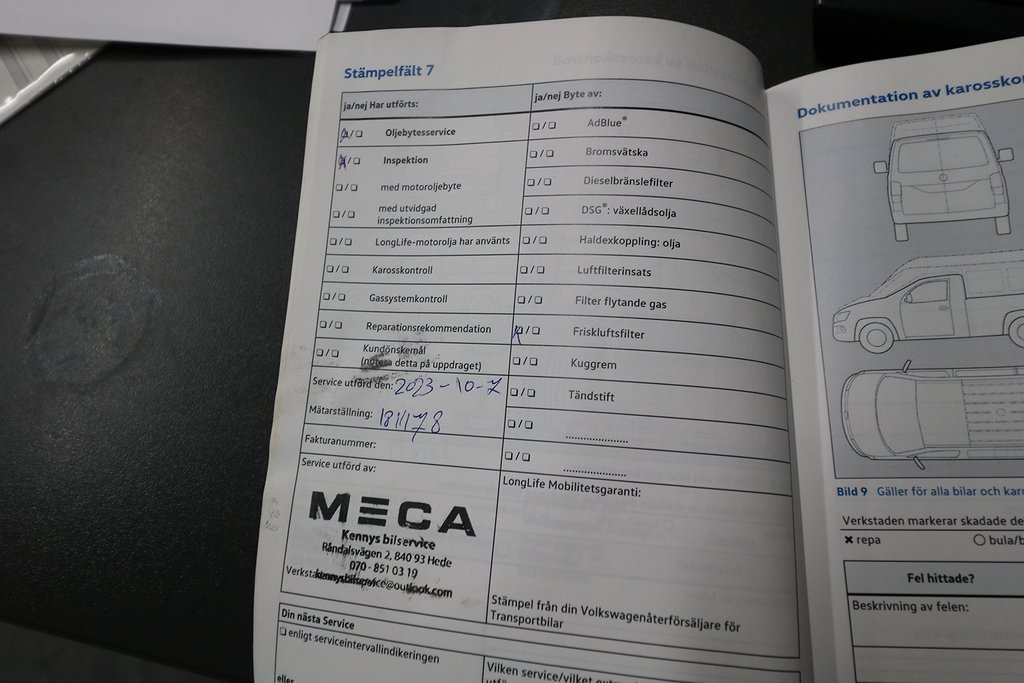 Stämpelfält 7
ja/nej Har utförts:
Oljebytesservice
Inspektion
med motoroljebyte
med utvidgad
inspektionsomfattning
LongLife-motorolja har använts
Karosskontroll
Gassystemkontroll
Reparationsrekommendation
Kundönskemål
(notera detta på uppdraget)
Service utförd den: 2023-10-7
Mätarställning: 181178
Fakturanummer:
Service utförd av:
MECA
Kennys bilservice
Råndalsvägen 2, 840 93 Hede
070 - 851 03 19
kennysbilservice@outlook.com
Din nästa Service
enligt serviceintervallindikeringen
eller
ja/nej Byte av:
AdBlue®
Bromsvätska
Dieselbränslefilter
DSG®: växellådsolja
Haldexkoppling: olja
Luftfilterinsats
Filter flytande gas
Friskluftsfilter
Kuggrem
Tändstift
LongLife Mobilitetsgaranti:
Stämpel från din Volkswagenåterförsäljare för
Transportbilar
Vilken service/vilket
Dokumentation av
Bild 9 Gäller för alla bilar och
Verkstaden markerar skadade
repa
Fel hittade?
Beskrivning av felen: